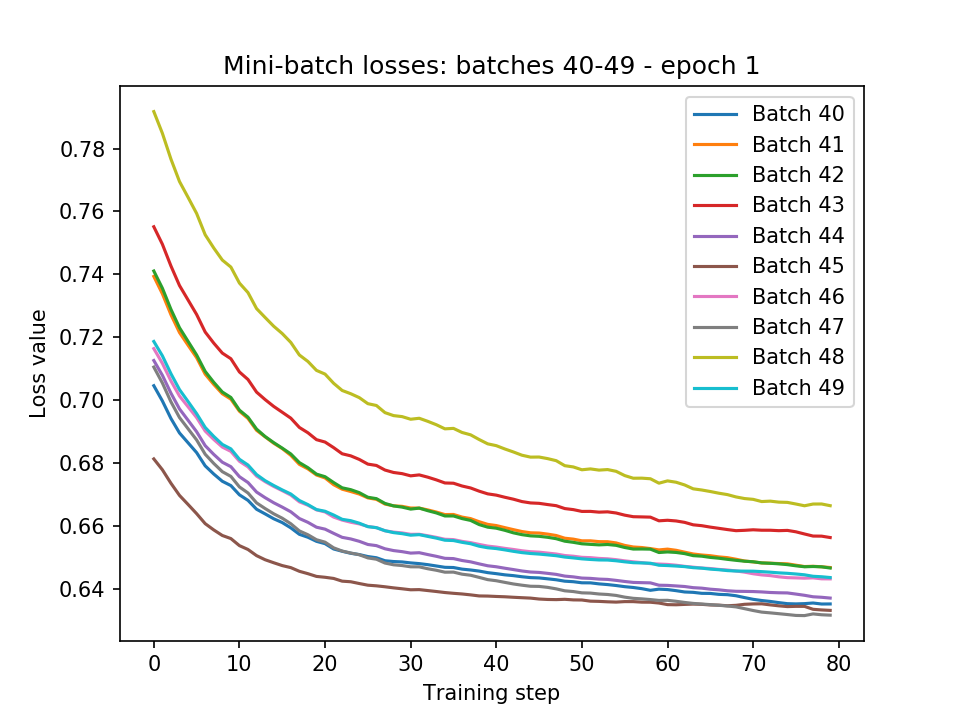 Mini-batch losses: batches 40-49 - epoch 1
Loss value
0.78
0.76
0.74
0.72
0.70
0.68
0.66
0.64
0
10
20
30
40
50
60
70
80
Training step
Batch 40
Batch 41
Batch 42
Batch 43
Batch 44
Batch 45
Batch 46
Batch 47
Batch 48
Batch 49